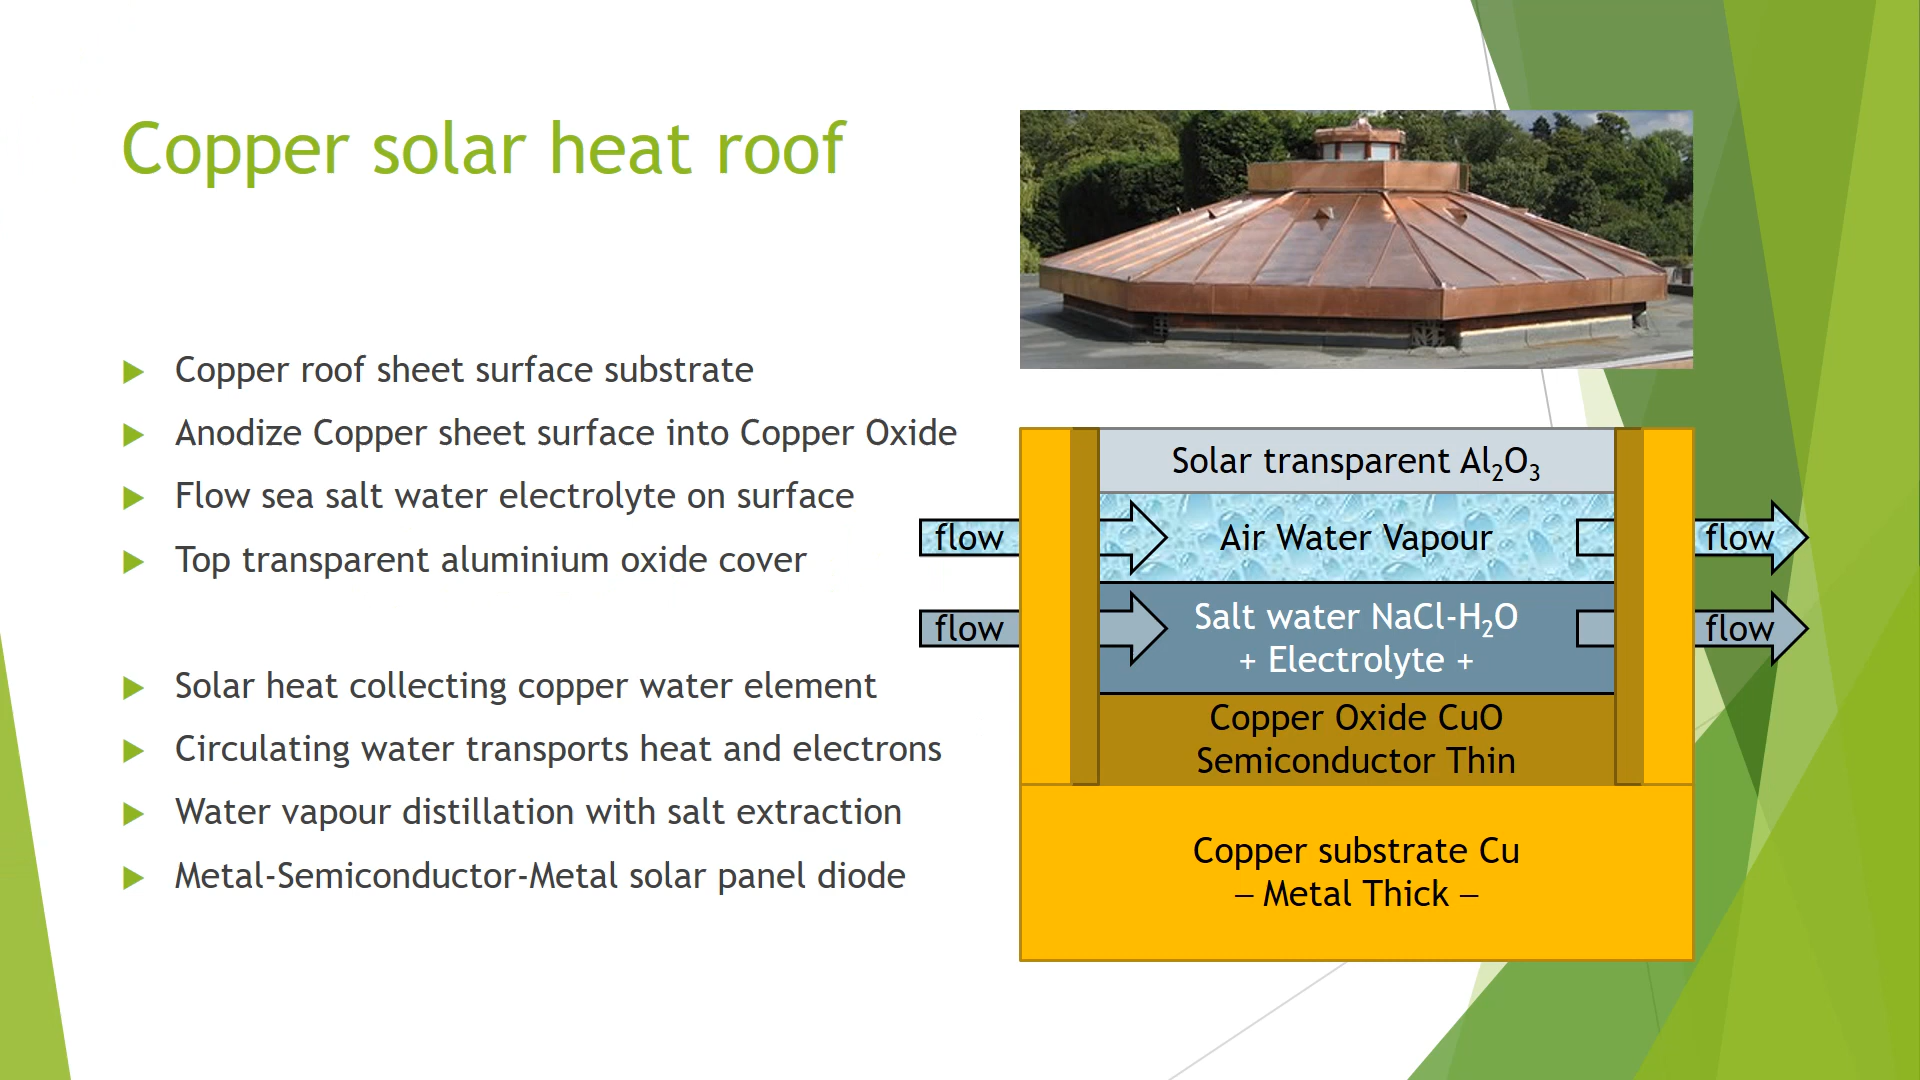 Copper solar heat roof
Copper roof sheet surface substrate
Anodize Copper sheet surface into Copper Oxide
Flow sea salt water electrolyte on surface
Top transparent aluminium oxide cover
Solar heat collecting copper water element
Circulating water transports heat and electrons
Water vapour distillation with salt extraction
Metal-Semiconductor-Metal solar panel diode
Solar transparent Al₂O₃
flow
Air Water Vapour
flow
flow
Salt water NaCl-H₂O
+ Electrolyte +
flow
Copper Oxide CuO
Semiconductor Thin
Copper substrate Cu
– Metal Thick –